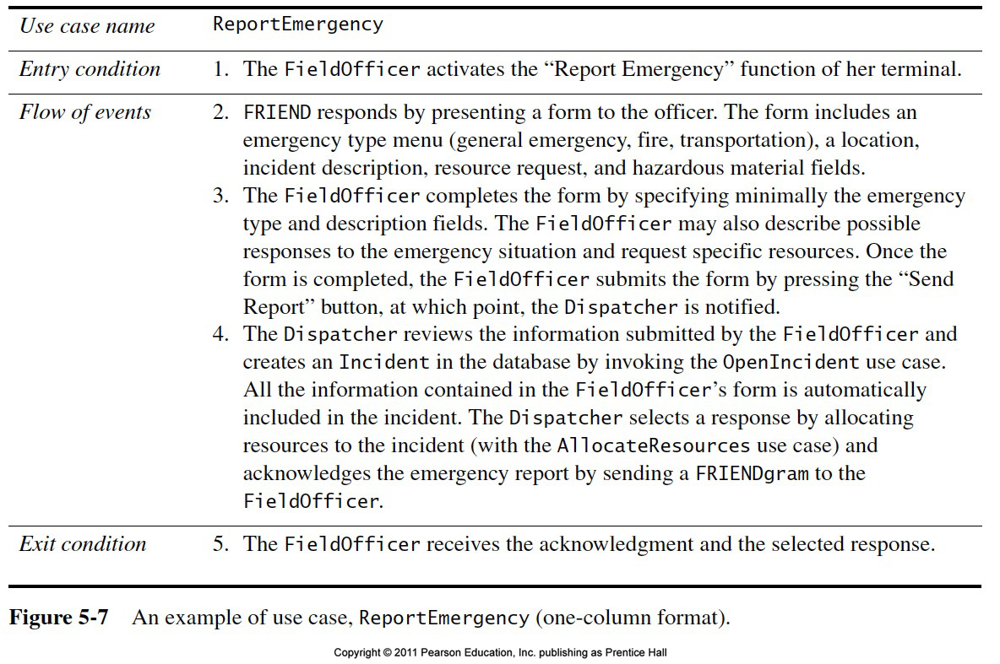 Use case name ReportEmergency
Entry condition 1. The FieldOfficer activates the “Report Emergency” function of her terminal.
Flow of events 2. FRIEND responds by presenting a form to the officer. The form includes an
emergency type menu (general emergency, fire, transportation), a location,
incident description, resource request, and hazardous material fields.
3. The FieldOfficer completes the form by specifying minimally the emergency
type and description fields. The FieldOfficer may also describe possible
responses to the emergency situation and request specific resources. Once the
form is completed, the FieldOfficer submits the form by pressing the “Send
Report” button, at which point, the Dispatcher is notified.
4. The Dispatcher reviews the information submitted by the FieldOfficer and
creates an Incident in the database by invoking the OpenIncident use case.
All the information contained in the FieldOfficer’s form is automatically
included in the incident. The Dispatcher selects a response by allocating
resources to the incident (with the AllocateResources use case) and
acknowledges the emergency report by sending a FRIENDgram to the
FieldOfficer.
Exit condition 5. The FieldOfficer receives the acknowledgment and the selected response.
Figure 5-7 An example of use case, ReportEmergency (one-column format).
Copyright © 2011 Pearson Education, Inc. publishing as Prentice Hall